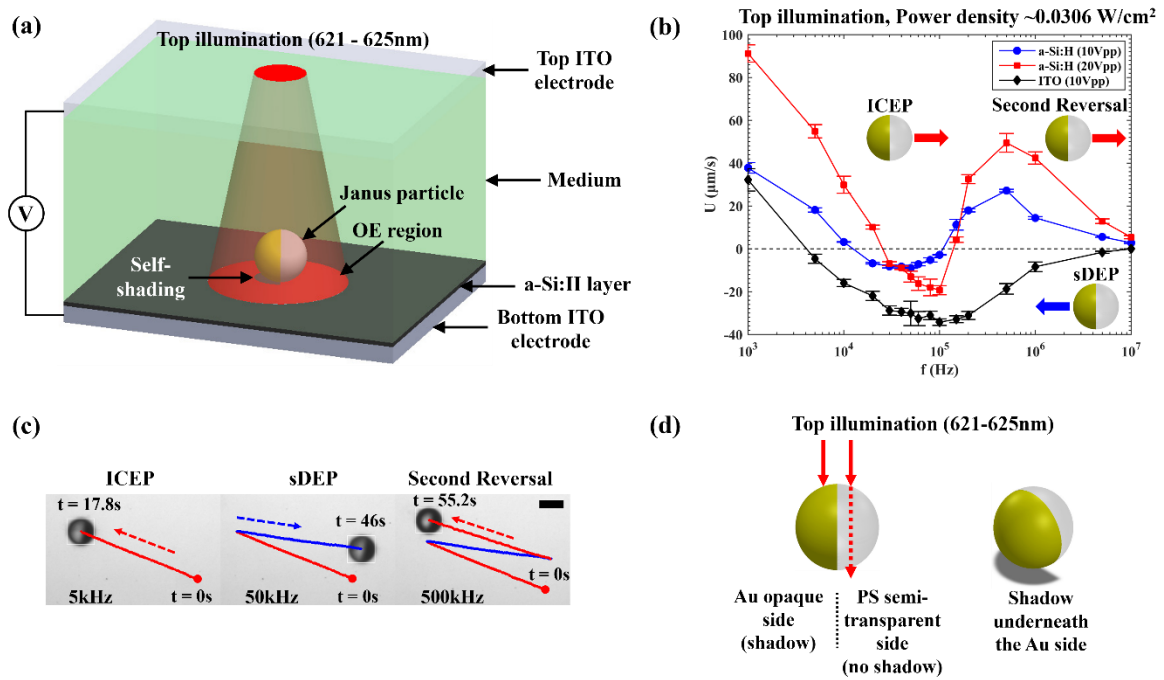 (a)
Top illumination (621 - 625nm)
Top ITO
electrode
Medium
Janus particle
OE region
Self-
shading
a-Si:H layer
Bottom ITO
electrode
V
(b)
Top illumination, Power density ~0.0306 W/cm²
a-Si:H (10Vpp)
a-Si:H (20Vpp)
ITO (10Vpp)
ICEP
Second Reversal
sDEP
U (μm/s)
100
80
60
40
20
0
-20
-40
10³
10⁴
10⁵
10⁶
10⁷
f (Hz)
(c)
ICEP
sDEP
Second Reversal
t = 17.8s
t = 46s
t = 55.2s
t = 0s
t = 0s
t = 0s
5kHz
50kHz
500kHz
(d)
Top illumination (621-625nm)
Au opaque
side
(shadow)
PS semi-
transparent
side
(no shadow)
Shadow
underneath
the Au side